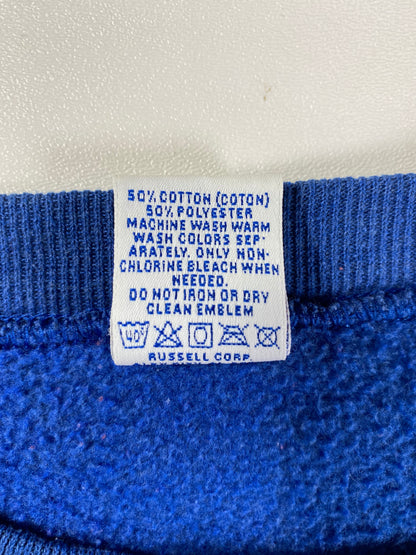 50% COTTON (COTON)
50% POLYESTER
MACHINE WASH WARM
WASH COLORS SEP-
ARATELY. ONLY NON-
CHLORINE BLEACH WHEN
NEEDED.
DO NOT IRON OR DRY
CLEAN EMBLEM
40°
RUSSELL CORP.